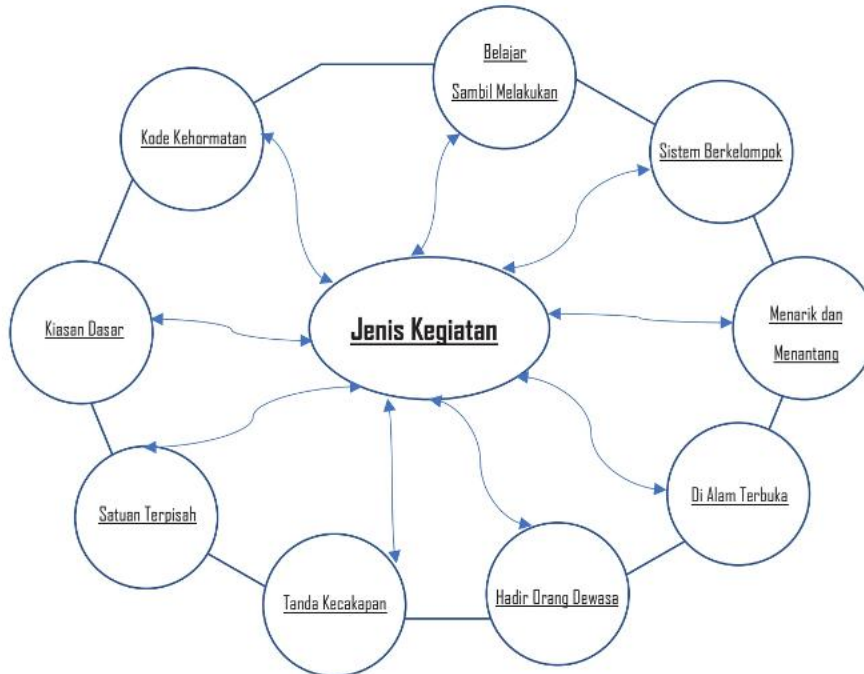 Belajar
Sambil Melakukan
Kode Kehormatan
Sistem Berkelompok
Menarik dan
Menantang
Kiasan Dasar
Jenis Kegiatan
Di Alam Terbuka
Satuan Terpisah
Hadir Orang Dewasa
Tanda Kecakapan